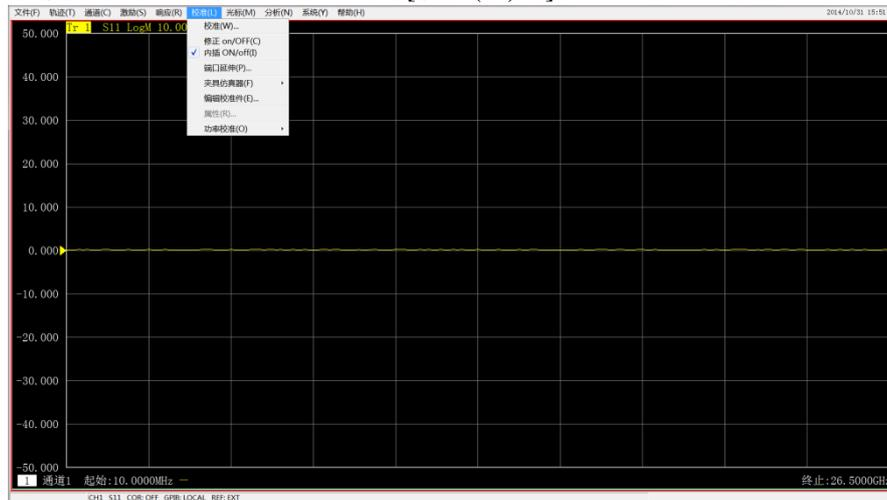 文件(F) 轨迹(T) 通道(C) 激励(S) 响应(R) 校准(L) 光标(M) 分析(N) 系统(Y) 帮助(H) 2014/10/31 15:51
Tr 1 S11 LogM 10.00
校准(W)...
修正 on/OFF(C)
✓ 内插 ON/off(I)
端口延伸(P)...
夹具仿真器(F)
编辑校准件(E)...
属性(R)...
功率校准(O)
50.000
40.000
30.000
20.000
10.000
0.000
-10.000
-20.000
-30.000
-40.000
-50.000
1 通道1 起始:10.0000MHz — 终止:26.5000GH
CH1 S11 COR:OFF GPIB:LOCAL REF:EXT